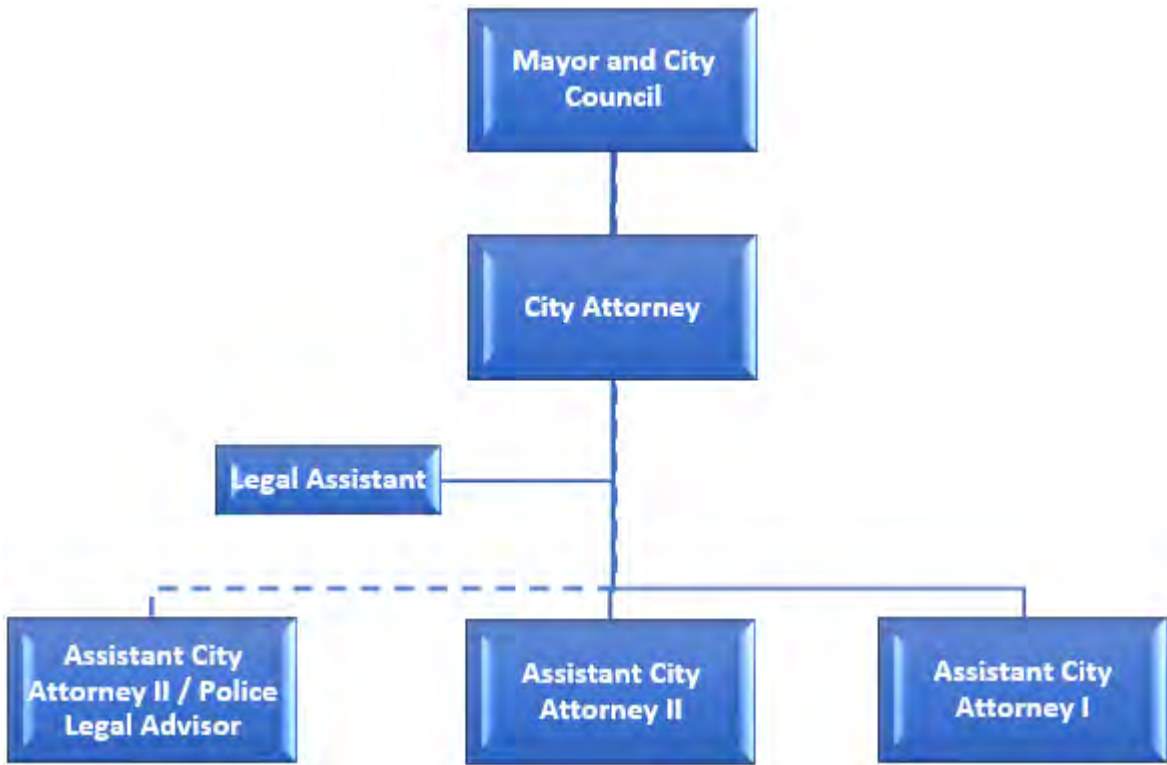 Mayor and City
Council
City Attorney
Legal Assistant
Assistant City
Attorney II / Police
Legal Advisor
Assistant City
Attorney II
Assistant City
Attorney I